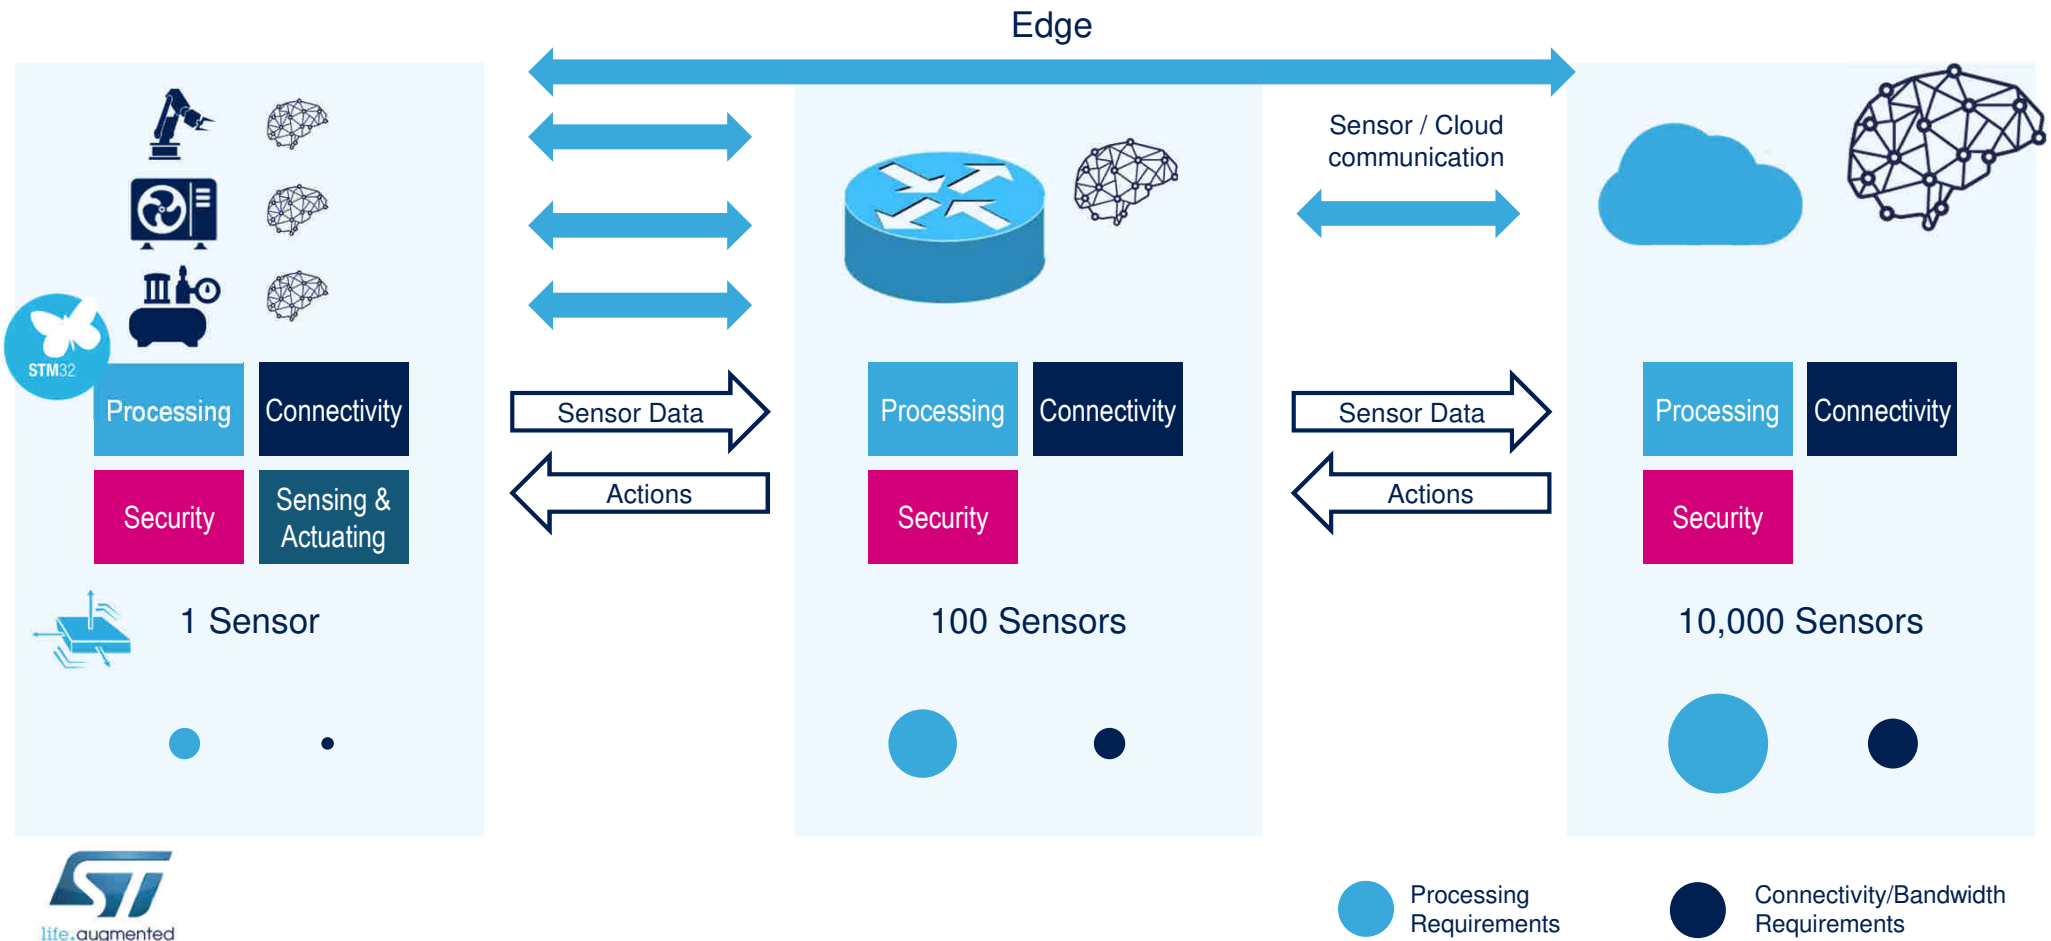 Edge
Sensor / Cloud
communication
STM32
Processing
Connectivity
Security
Sensing &
Actuating
Sensor Data
Actions
Processing
Connectivity
Security
Sensor Data
Actions
Processing
Connectivity
Security
1 Sensor
100 Sensors
10,000 Sensors
ST
life.augmented
Processing
Requirements
Connectivity/Bandwidth
Requirements